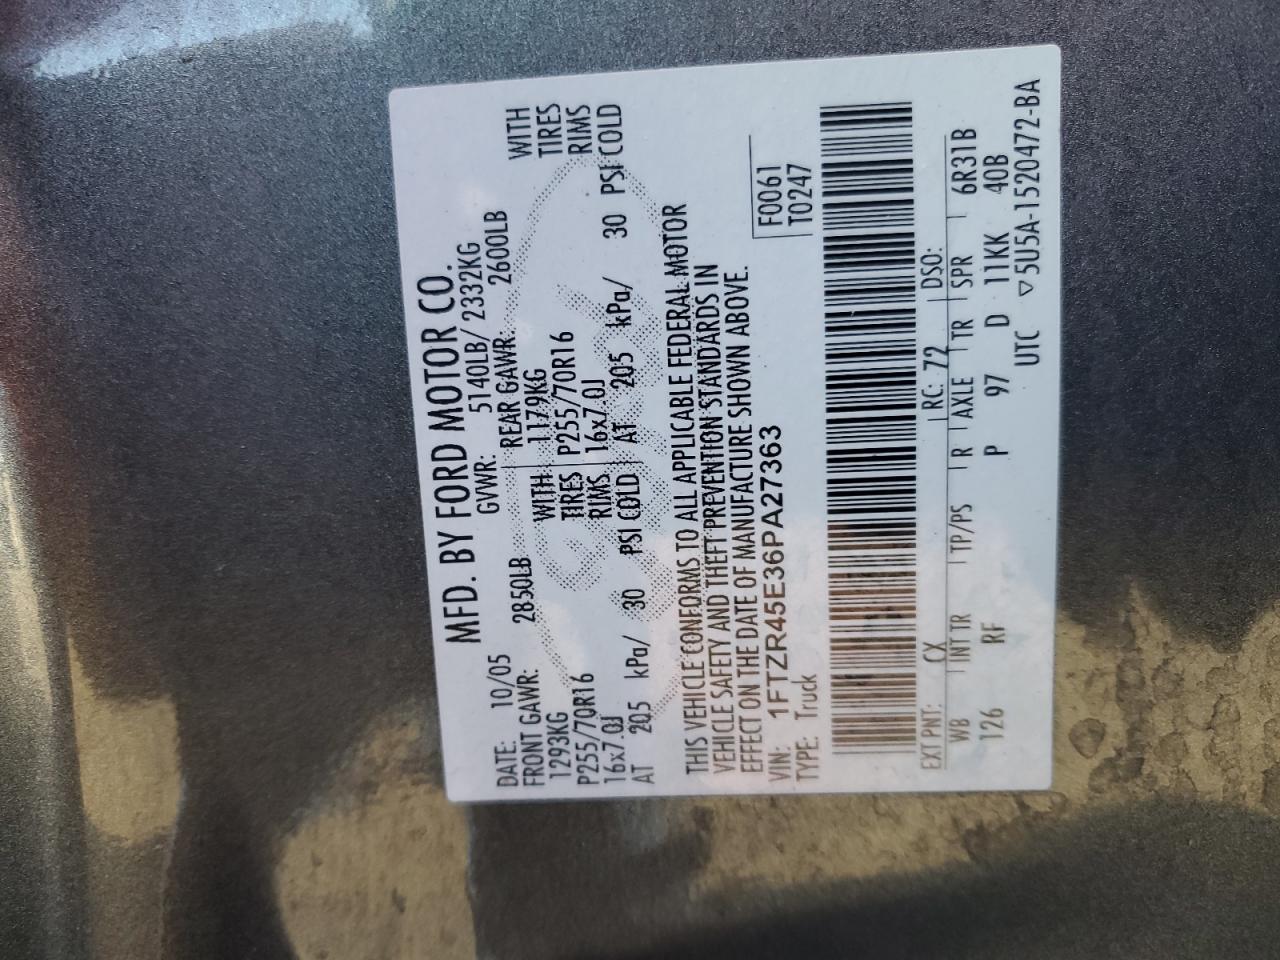 MFD. BY FORD MOTOR CO.
DATE: 10/05 GVWR: 5140LB/ 2332KG
FRONT GAWR: 2850LB REAR GAWR: 2600LB
1293KG WITH 1179KG WITH
P255/70R16 TIRES P255/70R16 TIRES
16x7.0J RIMS 16x7.0J RIMS
AT 205 kPa/ 30 PSI COLD AT 205 kPa/ 30 PSI COLD
THIS VEHICLE CONFORMS TO ALL APPLICABLE FEDERAL MOTOR
VEHICLE SAFETY AND THEFT PREVENTION STANDARDS IN
EFFECT ON THE DATE OF MANUFACTURE SHOWN ABOVE.
VIN: 1FTZR45E36PA27363 F0061
TYPE: Truck T0247
EXT PNT: CX RC: 72 DSO:
WB INT TR TP/PS R AXLE TR SPR 6R31B
126 RF P 97 D 11KK 40B
UTC ▽5U5A-1520472-BA